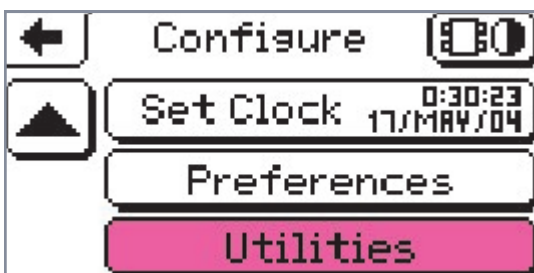 Configure
Set Clock 0:30:23
17/MAY/04
Preferences
Utilities